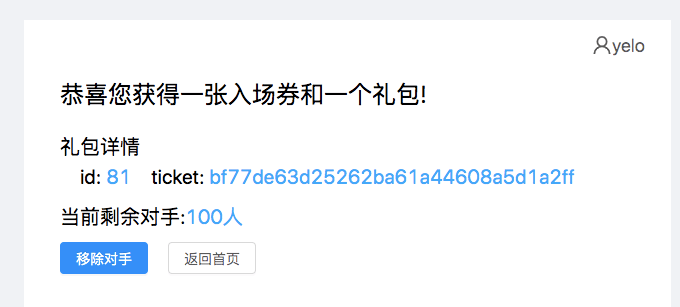 yelo
恭喜您获得一张入场券和一个礼包!
礼包详情
id: 81 ticket: bf77de63d25262ba61a44608a5d1a2ff
当前剩余对手:100人
移除对手 返回首页